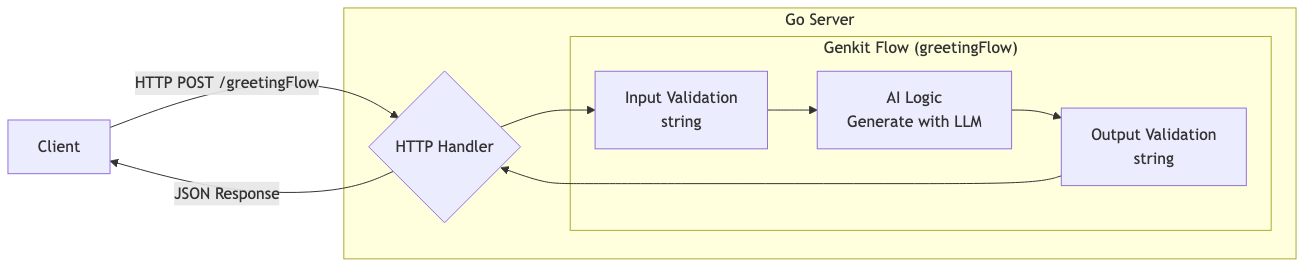 Go Server
Genkit Flow (greetingFlow)
HTTP POST /greetingFlow
Input Validation
string
AI Logic
Generate with LLM
Output Validation
string
Client
HTTP Handler
JSON Response